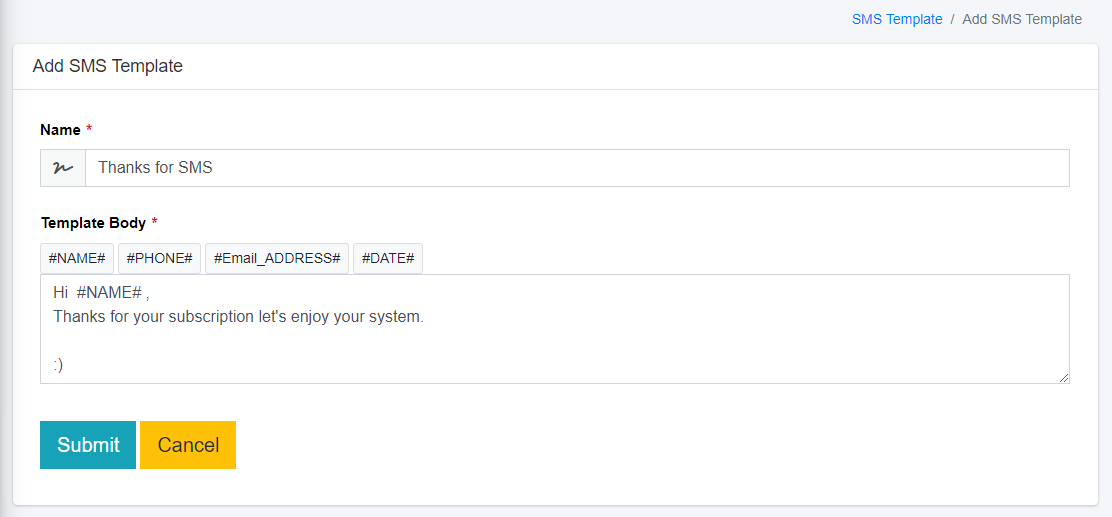 SMS Template / Add SMS Template
Add SMS Template
Name *
Thanks for SMS
Template Body *
#NAME# #PHONE# #Email_ADDRESS# #DATE#
Hi  #NAME# ,
Thanks for your subscription let's enjoy your system.
:)
Submit Cancel